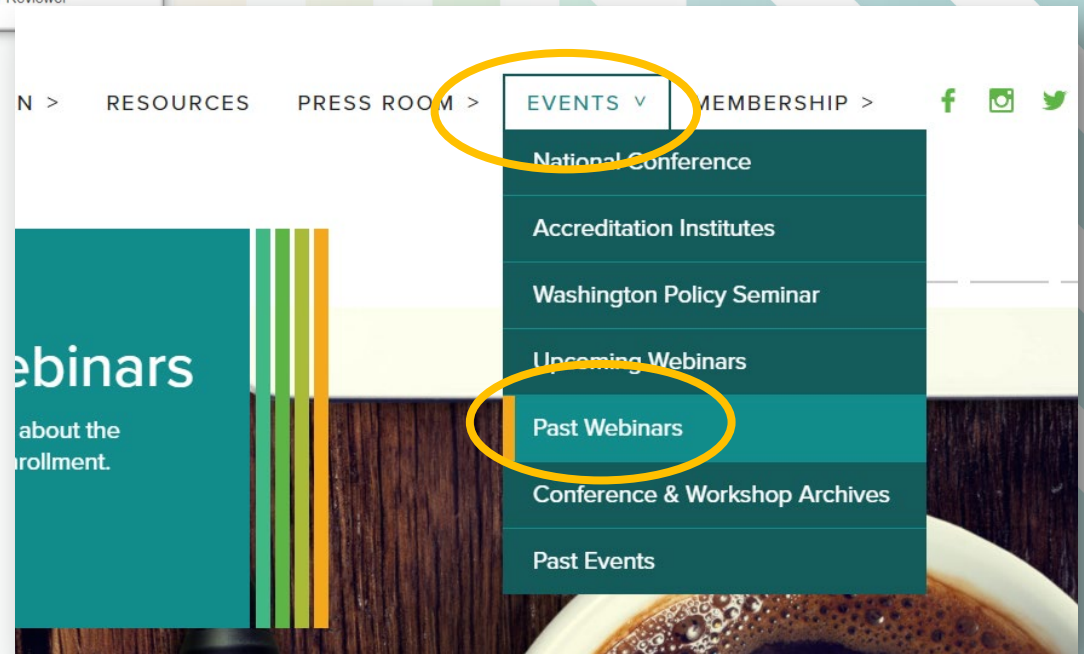 Reviewer
N > RESOURCES PRESS ROOM > EVENTS v MEMBERSHIP >
National Conference
Accreditation Institutes
Washington Policy Seminar
Upcoming Webinars
Past Webinars
Conference & Workshop Archives
Past Events
ebinars
about the
rollment.